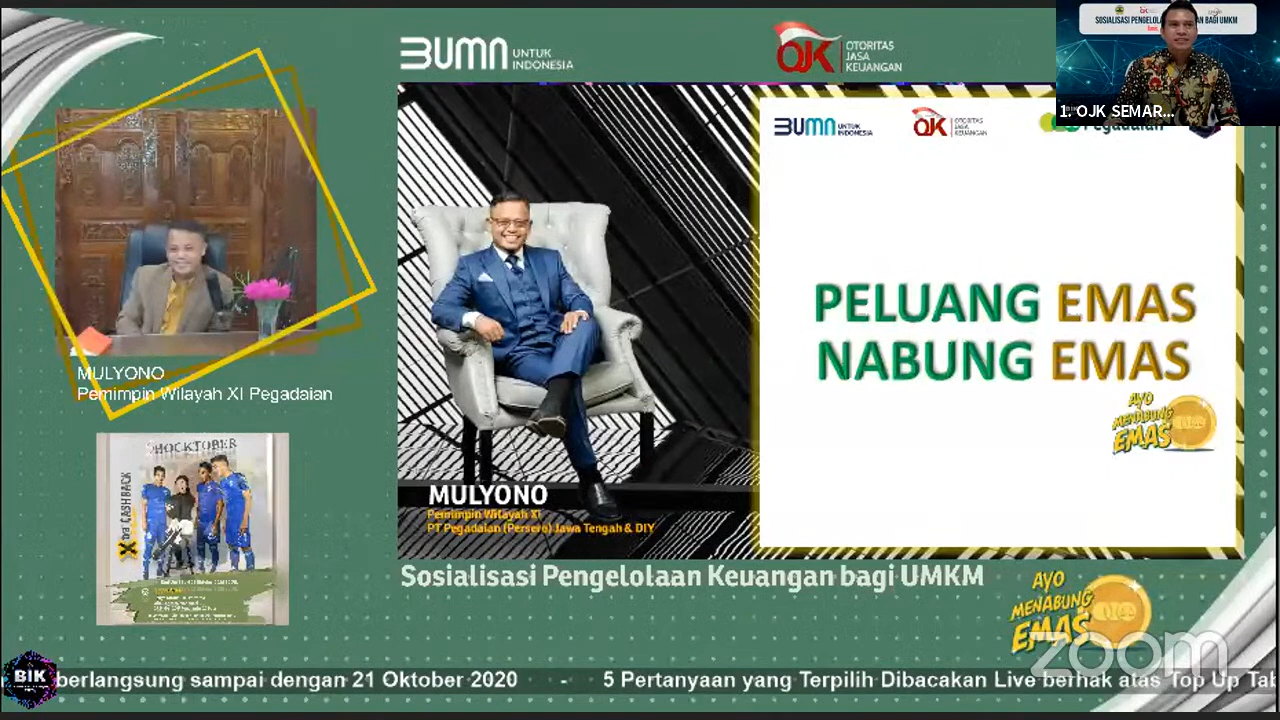 BUMN UNTUK INDONESIA
OJK OTORITAS JASA KEUANGAN
SOSIALISASI PENGELOLA AN BAGI UMKM
1. OJK SEMAR...
BUMN UNTUK INDONESIA
OJK OTORITAS JASA KEUANGAN
Pegadaian
PELUANG EMAS
NABUNG EMAS
AYO
MENABUNG
EMAS
MULYONO
Pemimpin Wilayah XI
PT Pegadaian (Persero) Jawa Tengah & DIY
MULYONO
Pemimpin Wilayah XI Pegadaian
SHOCKTOBER
CASHBACK
Sosialisasi Pengelolaan Keuangan bagi UMKM
AYO
MENABUNG
EMAS
zoom
BIK
berlangsung sampai dengan 21 Oktober 2020 - 5 Pertanyaan yang Terpilih Dibacakan Live berhak atas Top Up Tab